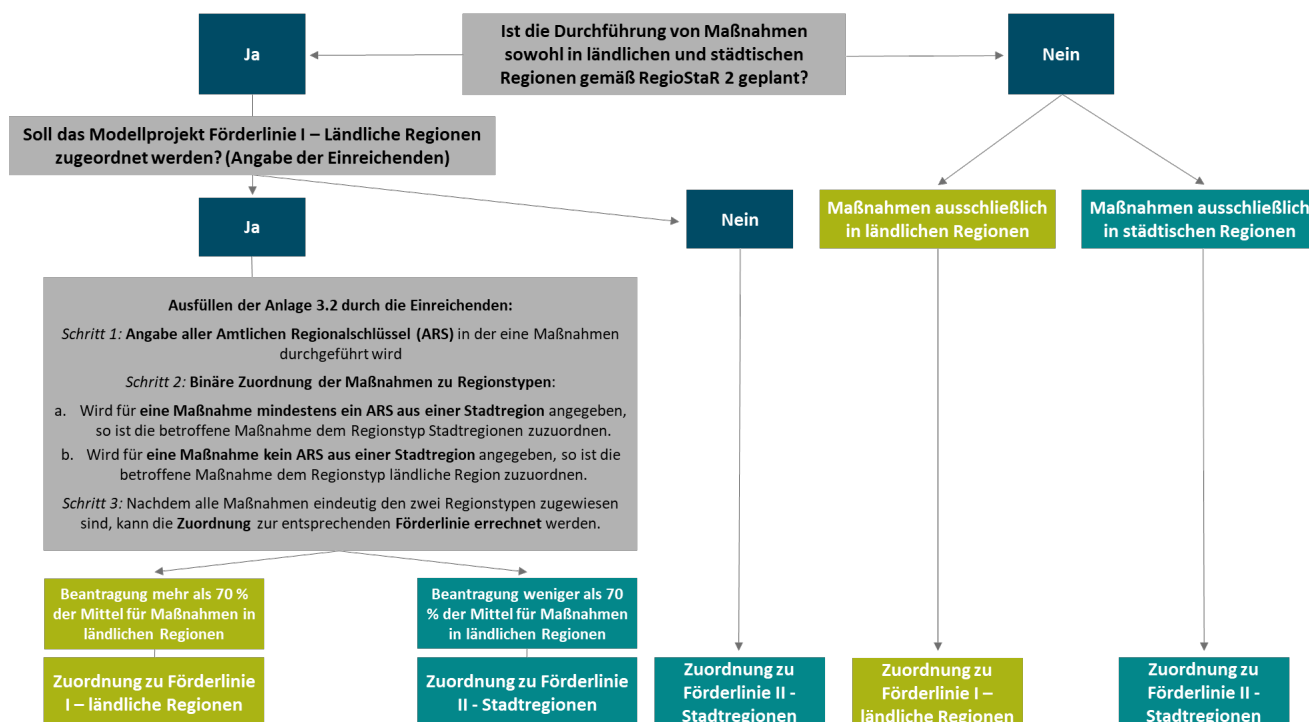 Ja
Ist die Durchführung von Maßnahmen
sowohl in ländlichen und städtischen
Regionen gemäß RegioStaR 2 geplant?
Nein
Soll das Modellprojekt Förderlinie I – Ländliche Regionen
zugeordnet werden? (Angabe der Einreichenden)
Ja
Nein
Maßnahmen ausschließlich
in ländlichen Regionen
Maßnahmen ausschließlich
in städtischen Regionen
Ausfüllen der Anlage 3.2 durch die Einreichenden:
Schritt 1: Angabe aller Amtlichen Regionalschlüssel (ARS) in der eine Maßnahmen
durchgeführt wird
Schritt 2: Binäre Zuordnung der Maßnahmen zu Regionstypen:
a. Wird für eine Maßnahme mindestens ein ARS aus einer Stadtregion angegeben,
so ist die betroffene Maßnahme dem Regionstyp Stadtregionen zuzuordnen.
b. Wird für eine Maßnahme kein ARS aus einer Stadtregion angegeben, so ist die
betroffene Maßnahme dem Regionstyp ländliche Region zuzuordnen.
Schritt 3: Nachdem alle Maßnahmen eindeutig den zwei Regionstypen zugewiesen
sind, kann die Zuordnung zur entsprechenden Förderlinie errechnet werden.
Beantragung mehr als 70 %
der Mittel für Maßnahmen in
ländlichen Regionen
Beantragung weniger als 70
% der Mittel für Maßnahmen
in ländlichen Regionen
Zuordnung zu Förderlinie
I – ländliche Regionen
Zuordnung zu Förderlinie
II - Stadtregionen
Zuordnung zu
Förderlinie II -
Stadtregionen
Zuordnung zu
Förderlinie I –
ländliche Regionen
Zuordnung zu
Förderlinie II -
Stadtregionen